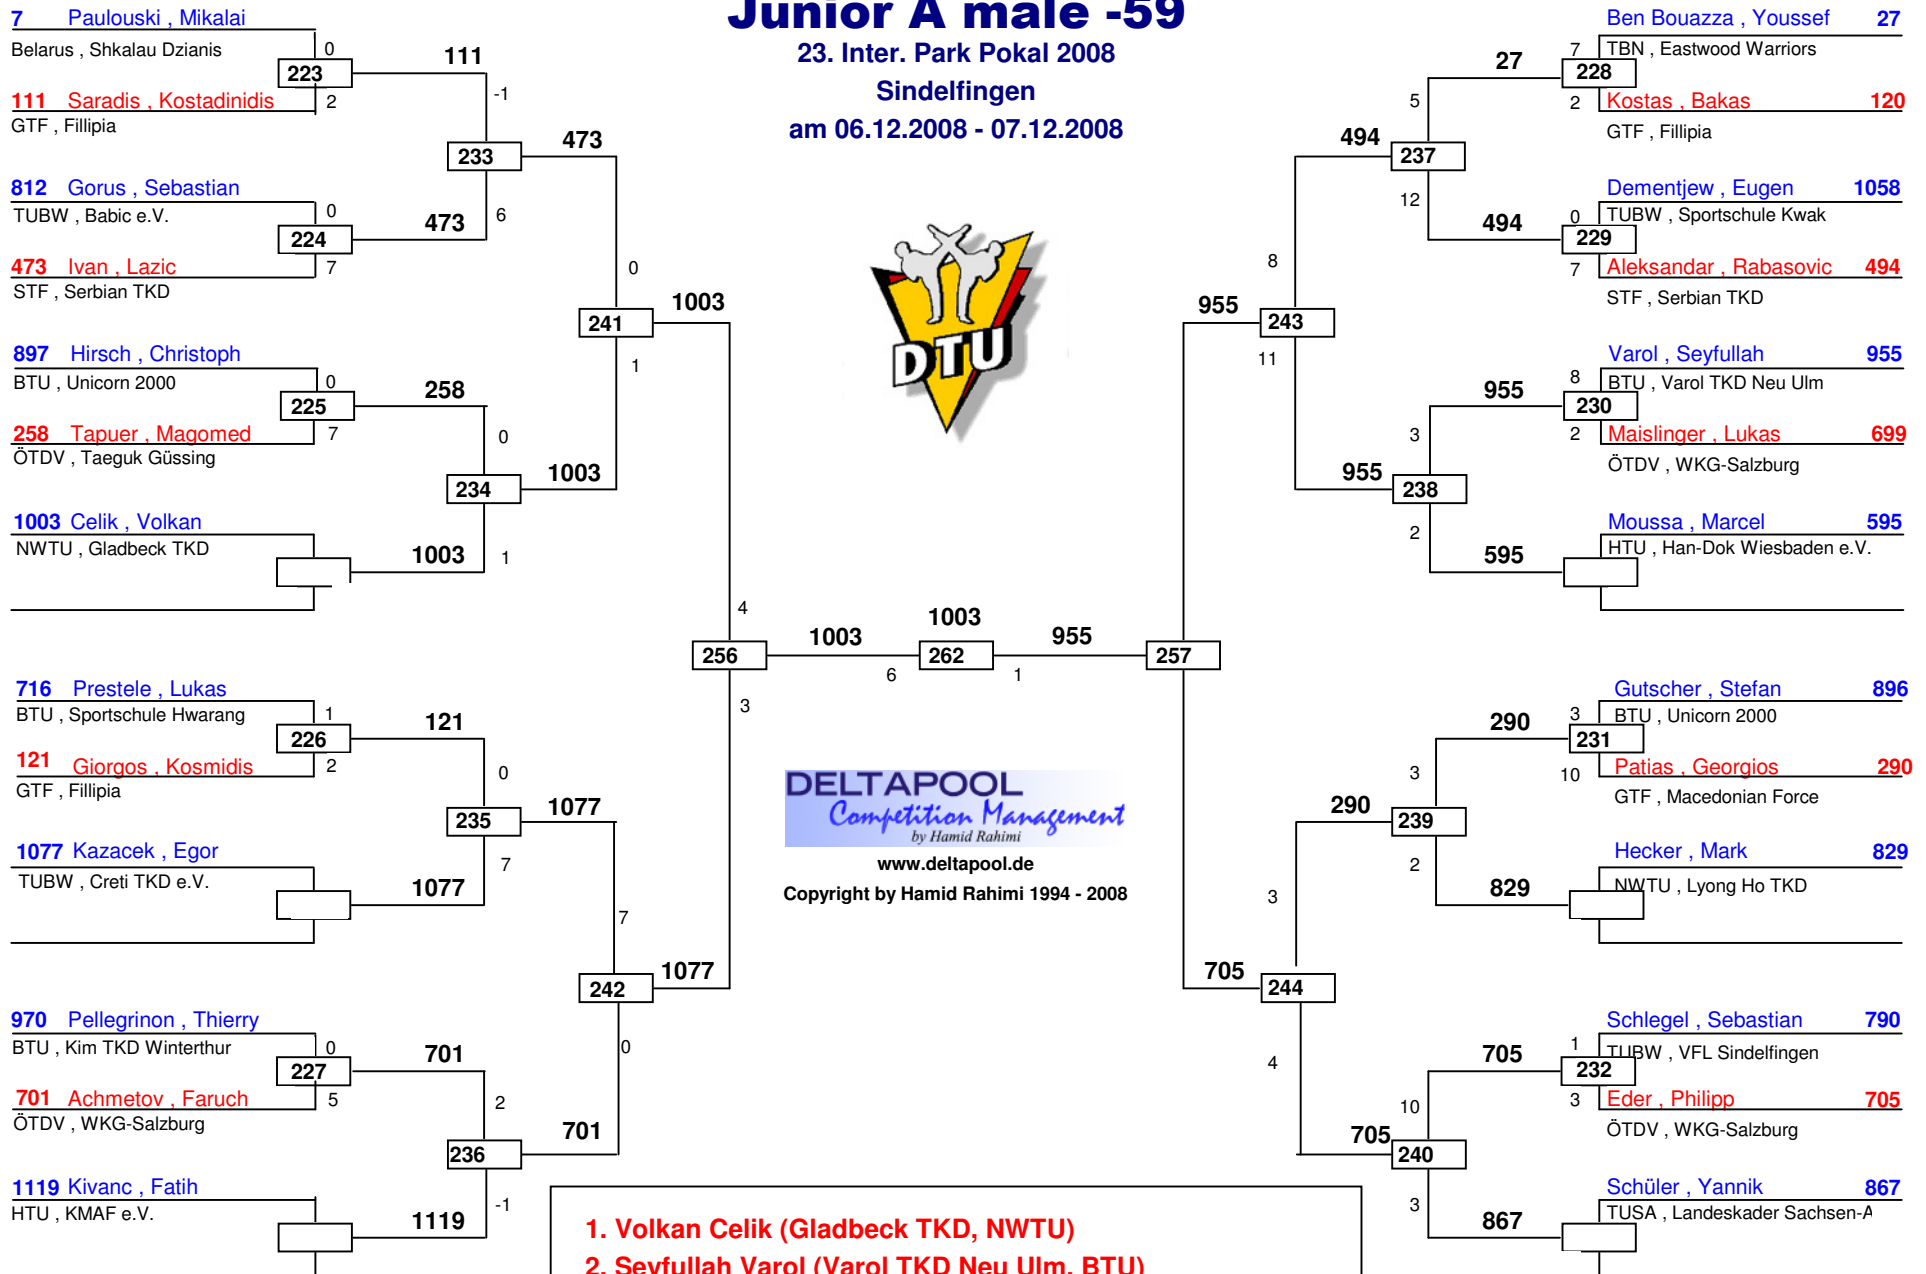 Junior A male -59
23. Inter. Park Pokal 2008
Sindelfingen
am 06.12.2008 - 07.12.2008
7 Paulouski , Mikalai
Belarus , Shkalau Dzianis
0
223
111
111 Saradis , Kostadinidis
2
GTF , Fillipia
-1
233
473
812 Gorus , Sebastian
TUBW , Babic e.V.
0
224
473
6
473 Ivan , Lazic
7
STF , Serbian TKD
0
241
1003
1
897 Hirsch , Christoph
BTU , Unicorn 2000
0
225
258
258 Tapuer , Magomed
7
ÖTDV , Taeguk Güssing
0
234
1003
1003 Celik , Volkan
NWTU , Gladbeck TKD
1003
1
4
256
1003
3
6
262
1003
1
955
257
716 Prestele , Lukas
BTU , Sportschule Hwarang
1
226
121
121 Giorgos , Kosmidis
2
GTF , Fillipia
0
235
1077
1077 Kazacek , Egor
TUBW , Creti TKD e.V.
1077
7
7
242
1077
0
970 Pellegrinon , Thierry
BTU , Kim TKD Winterthur
0
227
701
701 Achmetov , Faruch
5
ÖTDV , WKG-Salzburg
2
236
701
1119 Kivanc , Fatih
HTU , KMAF e.V.
1119
-1
DTU
DELTAPOOL
Competition Management
by Hamid Rahimi
www.deltapool.de
Copyright by Hamid Rahimi 1994 - 2008
Ben Bouazza , Youssef 27
7
TBN , Eastwood Warriors
27
228
2
Kostas , Bakas 120
GTF , Fillipia
5
494
237
12
Dementjew , Eugen 1058
0
TUBW , Sportschule Kwak
494
229
7
Aleksandar , Rabasovic 494
STF , Serbian TKD
8
955
243
11
Varol , Seyfullah 955
8
BTU , Varol TKD Neu Ulm
955
230
2
Maislinger , Lukas 699
ÖTDV , WKG-Salzburg
3
955
238
2
Moussa , Marcel 595
HTU , Han-Dok Wiesbaden e.V.
595
Gutscher , Stefan 896
3
BTU , Unicorn 2000
290
231
10
Patias , Georgios 290
GTF , Macedonian Force
3
290
239
2
Hecker , Mark 829
NWTU , Lyong Ho TKD
829
3
705
244
4
Schlegel , Sebastian 790
1
TUBW , VFL Sindelfingen
705
232
3
Eder , Philipp 705
ÖTDV , WKG-Salzburg
10
705
240
3
Schüler , Yannik 867
TUSA , Landeskader Sachsen-A
867
1. Volkan Celik (Gladbeck TKD, NWTU)
2. Seyfullah Varol (Varol TKD Neu Ulm, BTU)